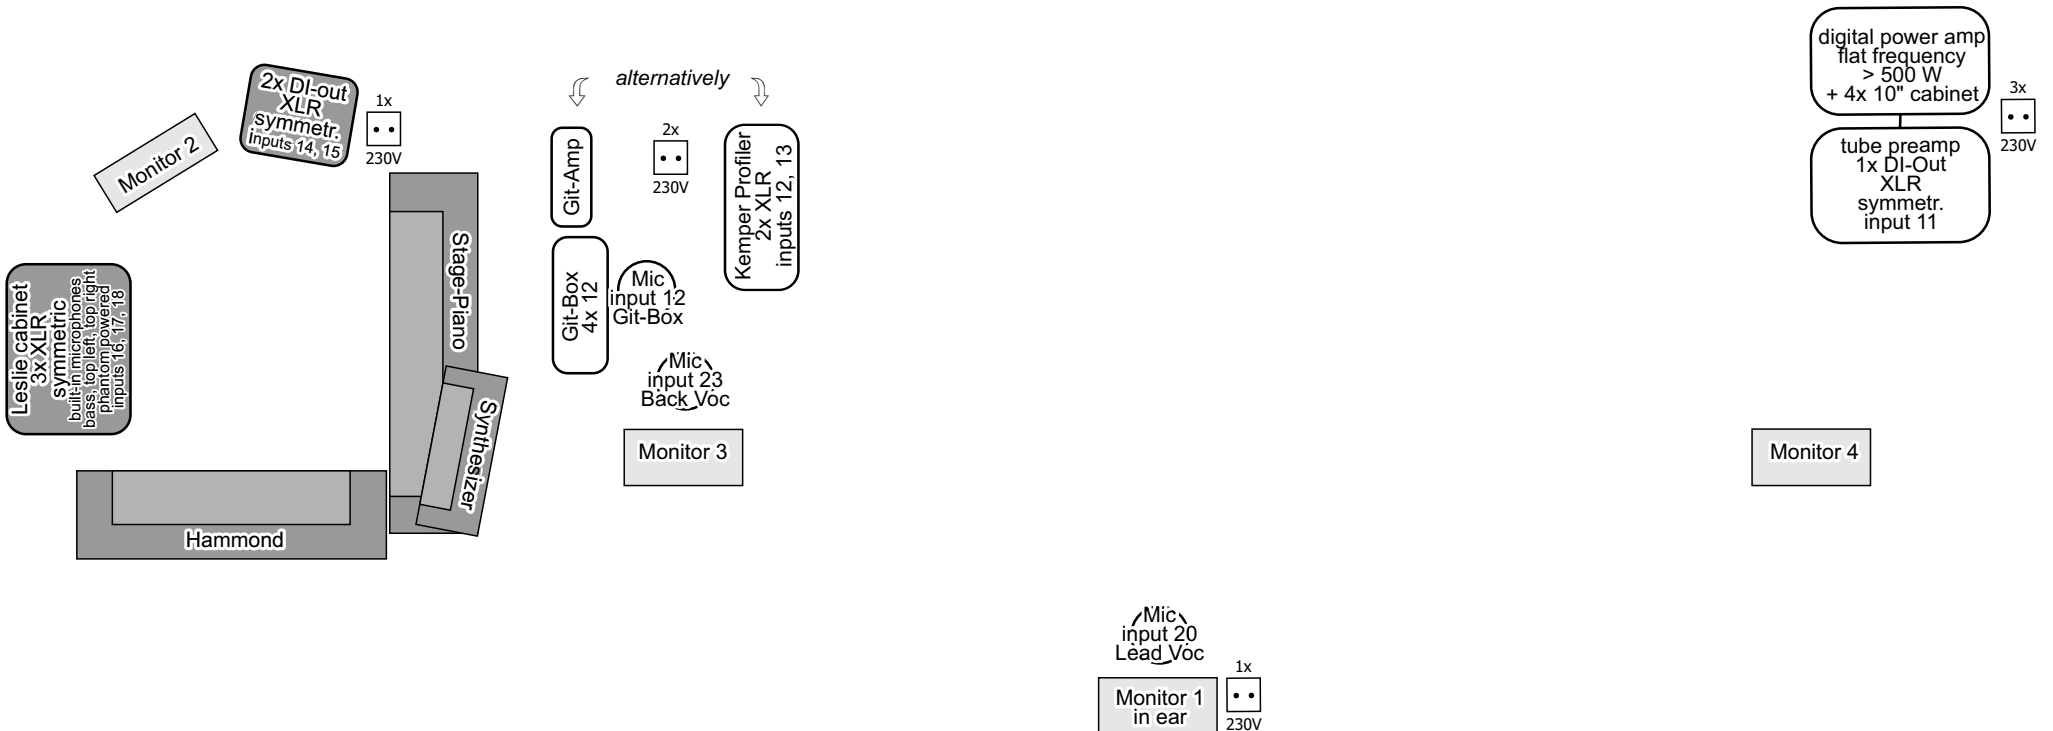 2x DI-out
XLR
symmetr.
inputs 14, 15
1x
230V
Monitor 2
Leslie cabinet
3x XLR
symmetric
built-in microphones
bass, top left, top right
phantom powered
inputs 16, 17, 18
Stage-Piano
Synthesizer
Hammond
alternatively
Git-Amp
2x
230V
Kemper Profiler
2x XLR
inputs 12, 13
Git-Box
4x 12
Mic
input 12
Git-Box
Mic
input 23
Back Voc
Monitor 3
Mic
input 20
Lead Voc
Monitor 1
in ear
1x
230V
digital power amp
flat frequency
> 500 W
+ 4x 10" cabinet
3x
230V
tube preamp
1x DI-Out
XLR
symmetr.
input 11
Monitor 4